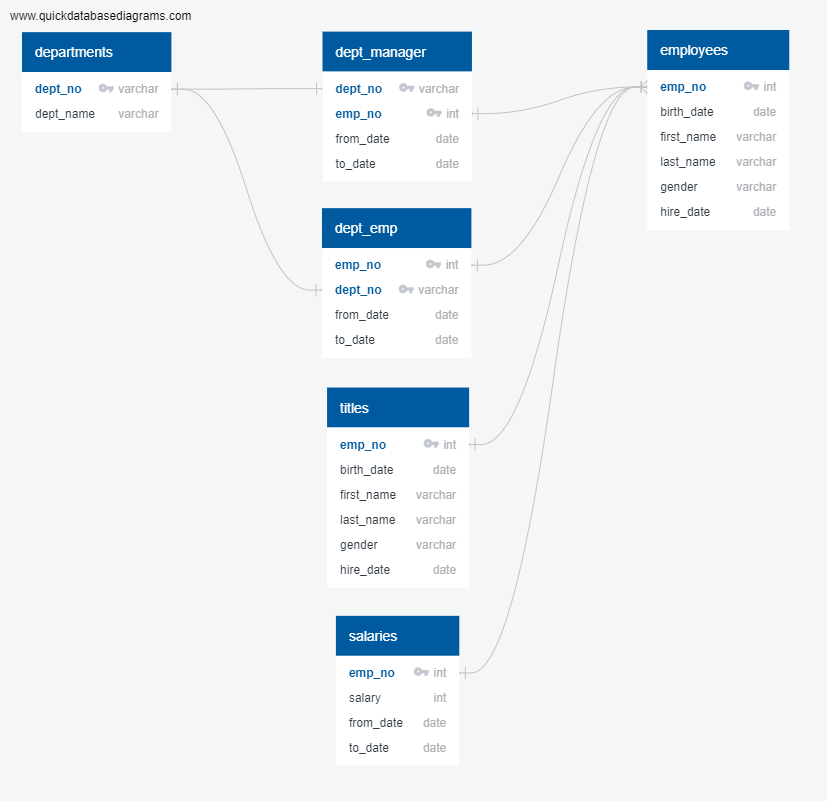 www.quickdatabasediagrams.com
departments
dept_no varchar
dept_name varchar
dept_manager
dept_no varchar
emp_no int
from_date date
to_date date
employees
emp_no int
birth_date date
first_name varchar
last_name varchar
gender varchar
hire_date date
dept_emp
emp_no int
dept_no varchar
from_date date
to_date date
titles
emp_no int
birth_date date
first_name varchar
last_name varchar
gender varchar
hire_date date
salaries
emp_no int
salary int
from_date date
to_date date